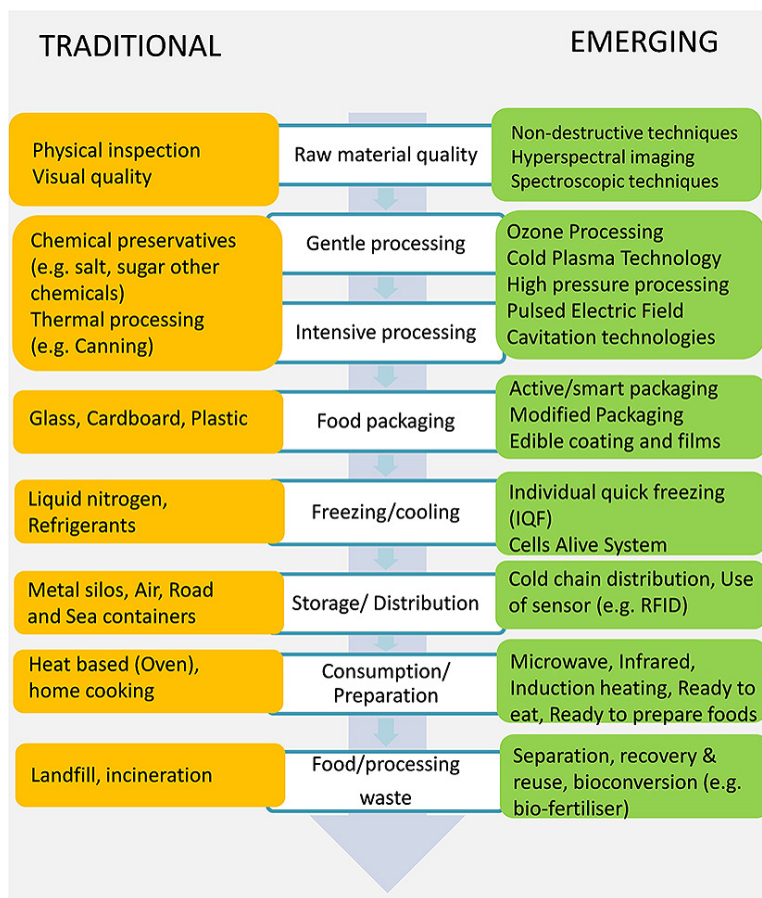 TRADITIONAL
EMERGING
Physical inspection
Visual quality
Raw material quality
Non-destructive techniques
Hyperspectral imaging
Spectroscopic techniques
Chemical preservatives
(e.g. salt, sugar other
chemicals)
Thermal processing
(e.g. Canning)
Gentle processing
Intensive processing
Ozone Processing
Cold Plasma Technology
High pressure processing
Pulsed Electric Field
Cavitation technologies
Glass, Cardboard, Plastic
Food packaging
Active/smart packaging
Modified Packaging
Edible coating and films
Liquid nitrogen,
Refrigerants
Freezing/cooling
Individual quick freezing
(IQF)
Cells Alive System
Metal silos, Air, Road
and Sea containers
Storage/ Distribution
Cold chain distribution, Use
of sensor (e.g. RFID)
Heat based (Oven),
home cooking
Consumption/
Preparation
Microwave, Infrared,
Induction heating, Ready to
eat, Ready to prepare foods
Landfill, incineration
Food/processing
waste
Separation, recovery &
reuse, bioconversion (e.g.
bio-fertiliser)